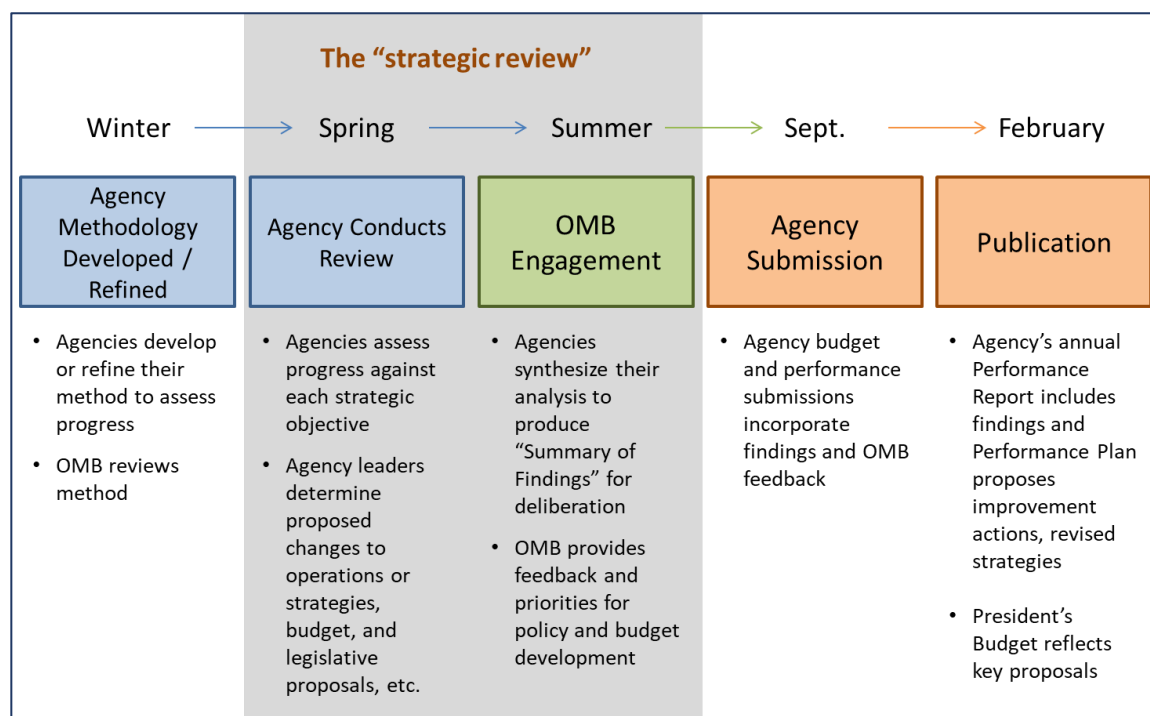 The “strategic review”
Winter
Spring
Summer
Sept.
February
Agency
Methodology
Developed /
Refined
Agency Conducts
Review
OMB
Engagement
Agency
Submission
Publication
• Agencies develop
or refine their
method to assess
progress
• OMB reviews
method
• Agencies assess
progress against
each strategic
objective
• Agency leaders
determine
proposed
changes to
operations or
strategies,
budget, and
legislative
proposals, etc.
• Agencies
synthesize their
analysis to
produce
“Summary of
Findings” for
deliberation
• OMB provides
feedback and
priorities for
policy and budget
development
• Agency budget
and performance
submissions
incorporate
findings and OMB
feedback
• Agency’s annual
Performance
Report includes
findings and
Performance Plan
proposes
improvement
actions, revised
strategies
• President’s
Budget reflects
key proposals